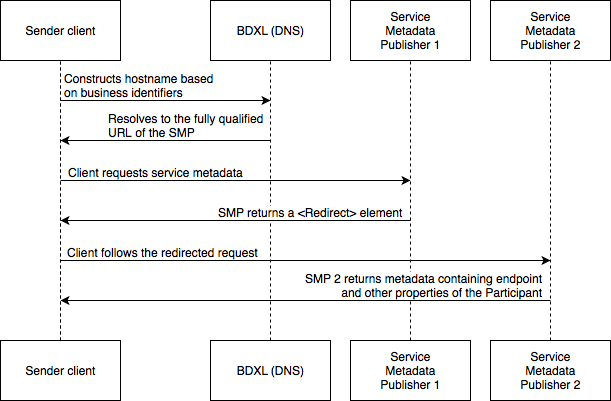 Sender client
BDXL (DNS)
Service
Metadata
Publisher 1
Service
Metadata
Publisher 2
Constructs hostname based
on business identifiers
Resolves to the fully qualified
URL of the SMP
Client requests service metadata
SMP returns a <Redirect> element
Client follows the redirected request
SMP 2 returns metadata containing endpoint
and other properties of the Participant
Sender client
BDXL (DNS)
Service
Metadata
Publisher 1
Service
Metadata
Publisher 2